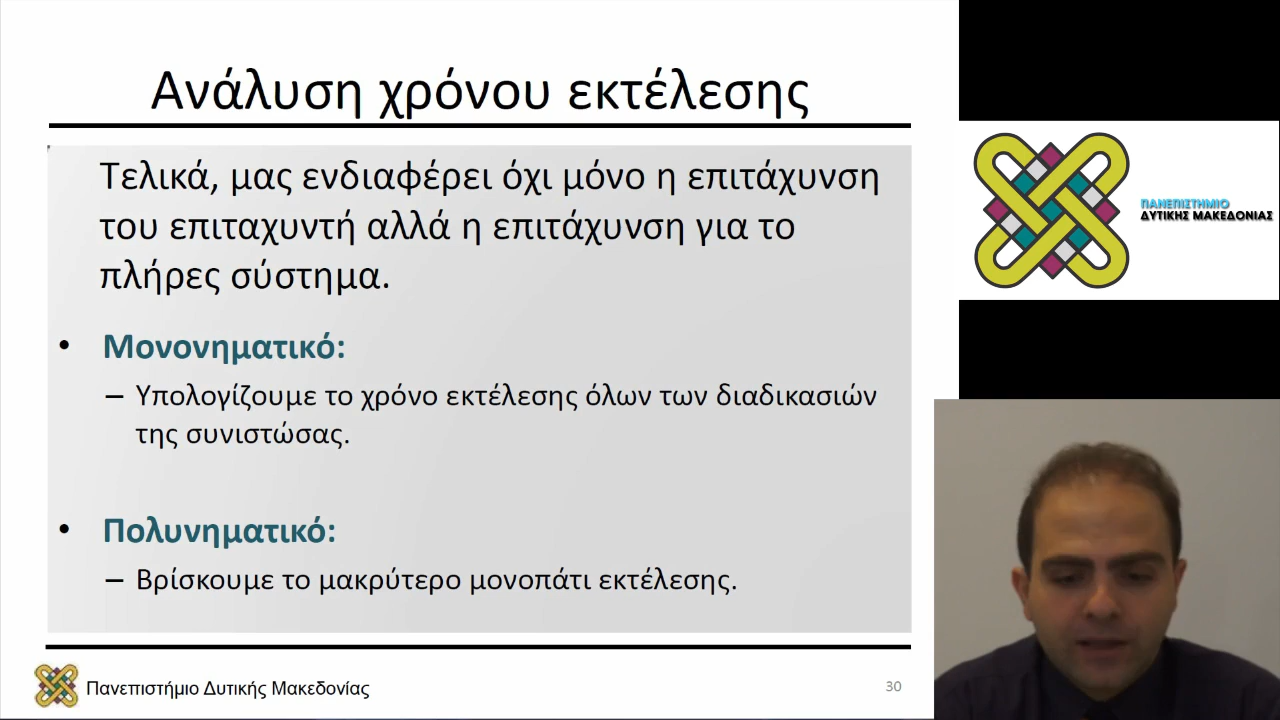 Ανάλυση χρόνου εκτέλεσης
Τελικά, μας ενδιαφέρει όχι μόνο η επιτάχυνση
του επιταχυντή αλλά η επιτάχυνση για το
πλήρες σύστημα.
• Μονονηματικό:
– Υπολογίζουμε το χρόνο εκτέλεσης όλων των διαδικασιών
της συνιστώσας.
• Πολυνηματικό:
– Βρίσκουμε το μακρύτερο μονοπάτι εκτέλεσης.
Πανεπιστήμιο Δυτικής Μακεδονίας
30
ΠΑΝΕΠΙΣΤΗΜΙΟ
ΔΥΤΙΚΗΣ ΜΑΚΕΔΟΝΙΑΣ